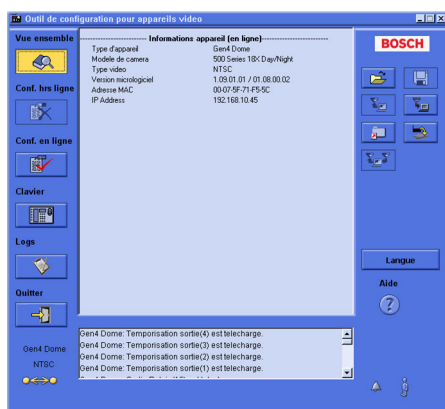 Outil de configuration pour appareils video
Vue ensemble
Conf. hrs ligne
Conf. en ligne
Clavier
Logs
Quitter
Gen4 Dome
NTSC
Informations appareil (en ligne)
Type d'appareil Gen4 Dome
Modele de camera 500 Series 18X Day/Night
Type video NTSC
Version micrologiciel 1.09.01.01 / 01.08.00.02
Adresse MAC 00-07-5F-71-F5-5C
IP Address 192.168.10.45
Gen4 Dome: Temporisation sortie(4) est telecharge.
Gen4 Dome: Temporisation sortie(3) est telecharge.
Gen4 Dome: Temporisation sortie(2) est telecharge.
Gen4 Dome: Temporisation sortie(1) est telecharge.
BOSCH
Langue
Aide